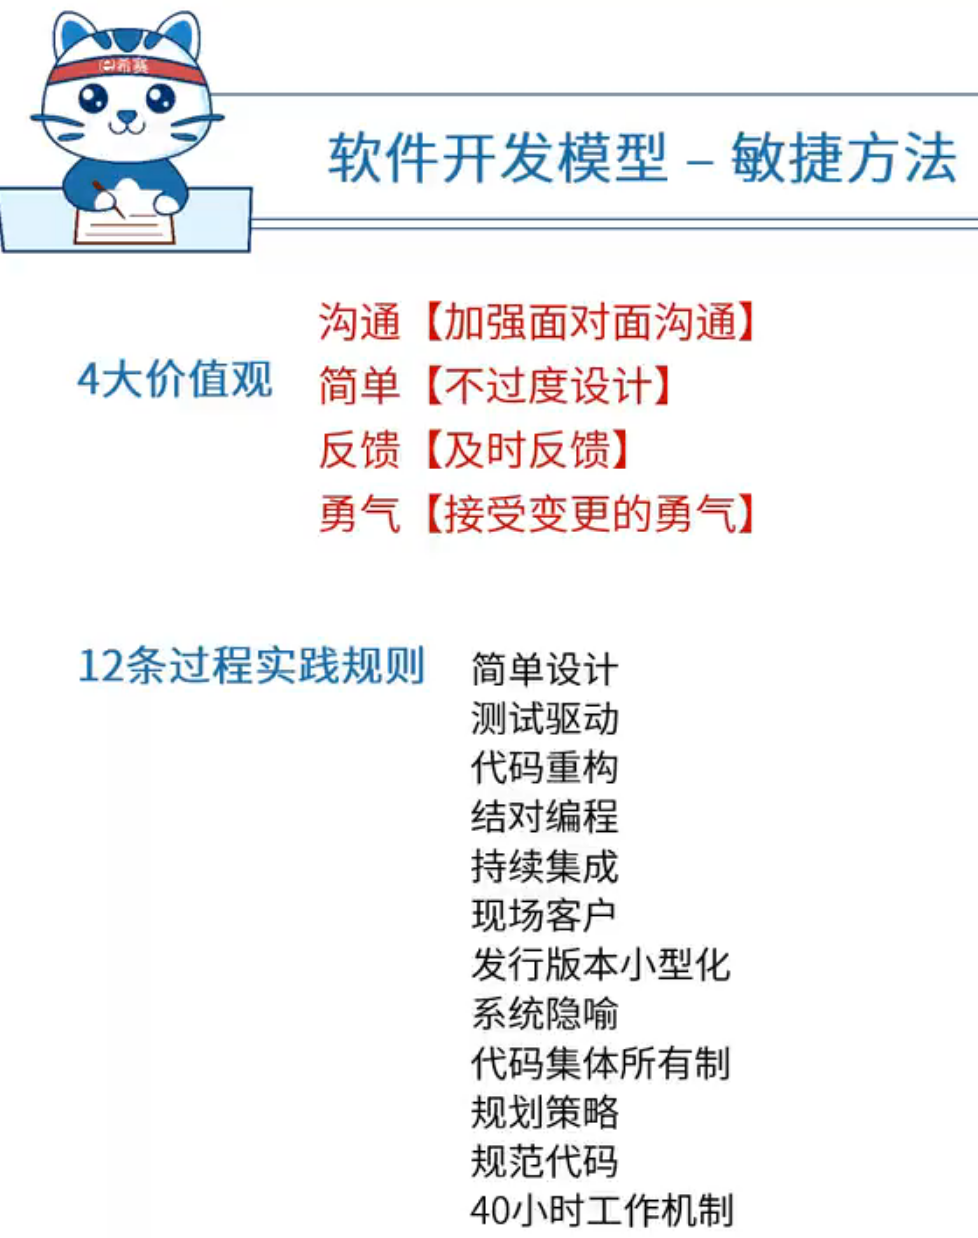 希赛
软件开发模型 – 敏捷方法
4大价值观
沟通【加强面对面沟通】
简单【不过度设计】
反馈【及时反馈】
勇气【接受变更的勇气】
12条过程实践规则
简单设计
测试驱动
代码重构
结对编程
持续集成
现场客户
发行版本小型化
系统隐喻
代码集体所有制
规划策略
规范代码
40小时工作机制